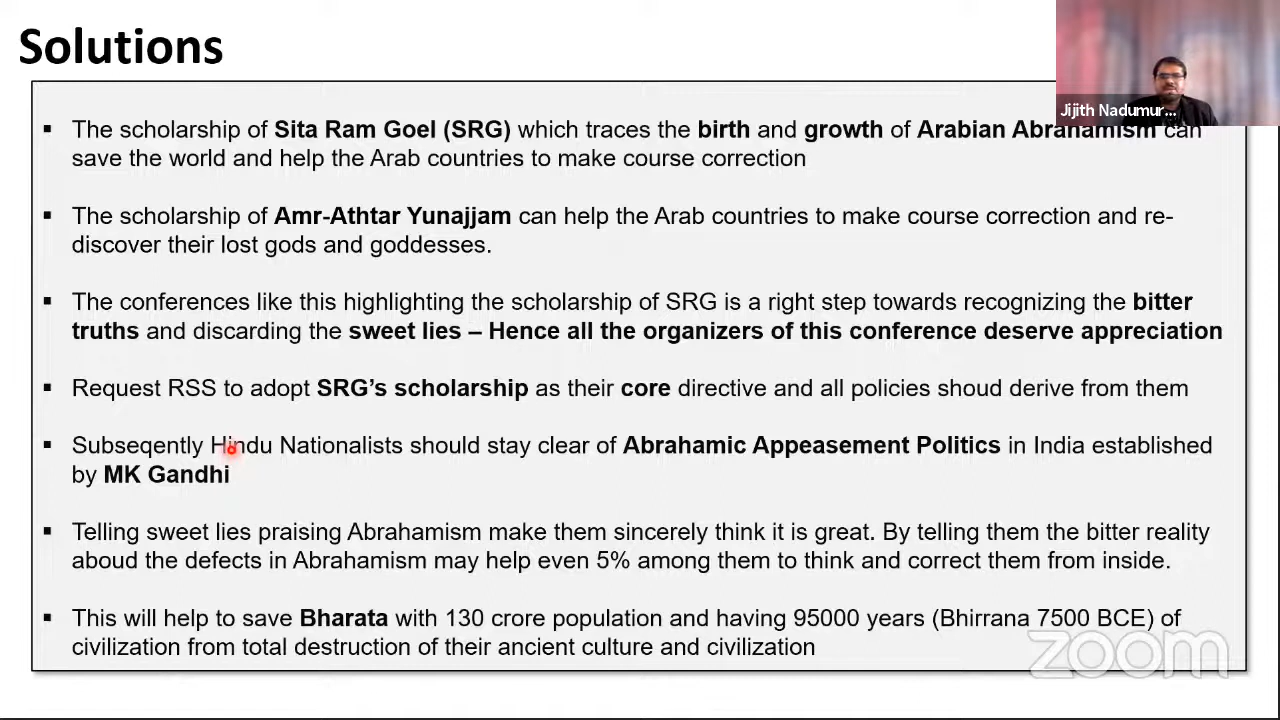 Solutions
Jijith Nadumur...
▪ The scholarship of Sita Ram Goel (SRG) which traces the birth and growth of Arabian Abrahamism can
save the world and help the Arab countries to make course correction
▪ The scholarship of Amr-Athtar Yunajjam can help the Arab countries to make course correction and re-
discover their lost gods and goddesses.
▪ The conferences like this highlighting the scholarship of SRG is a right step towards recognizing the bitter
truths and discarding the sweet lies – Hence all the organizers of this conference deserve appreciation
▪ Request RSS to adopt SRG's scholarship as their core directive and all policies shoud derive from them
▪ Subseqently Hindu Nationalists should stay clear of Abrahamic Appeasement Politics in India established
by MK Gandhi
▪ Telling sweet lies praising Abrahamism make them sincerely think it is great. By telling them the bitter reality
aboud the defects in Abrahamism may help even 5% among them to think and correct them from inside.
▪ This will help to save Bharata with 130 crore population and having 95000 years (Bhirrana 7500 BCE) of
civilization from total destruction of their ancient culture and civilization
zoom